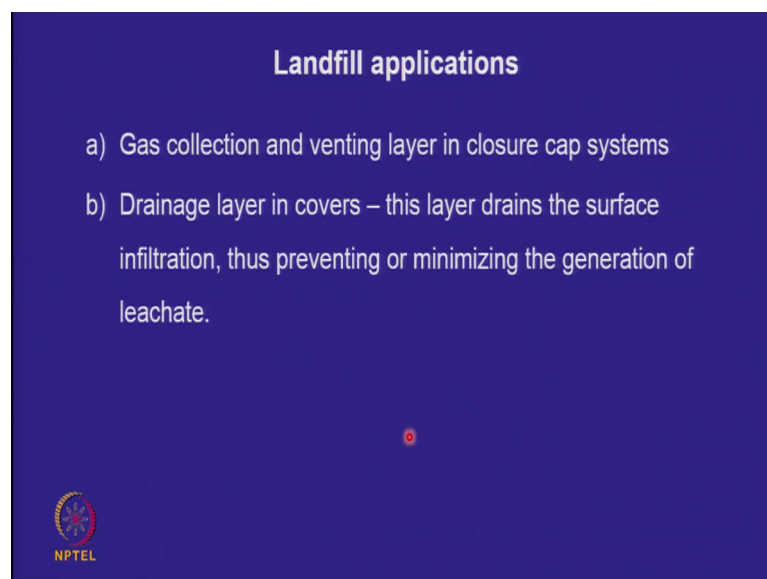 Landfill applications
a) Gas collection and venting layer in closure cap systems
b) Drainage layer in covers – this layer drains the surface
infiltration, thus preventing or minimizing the generation of
leachate.
NPTEL